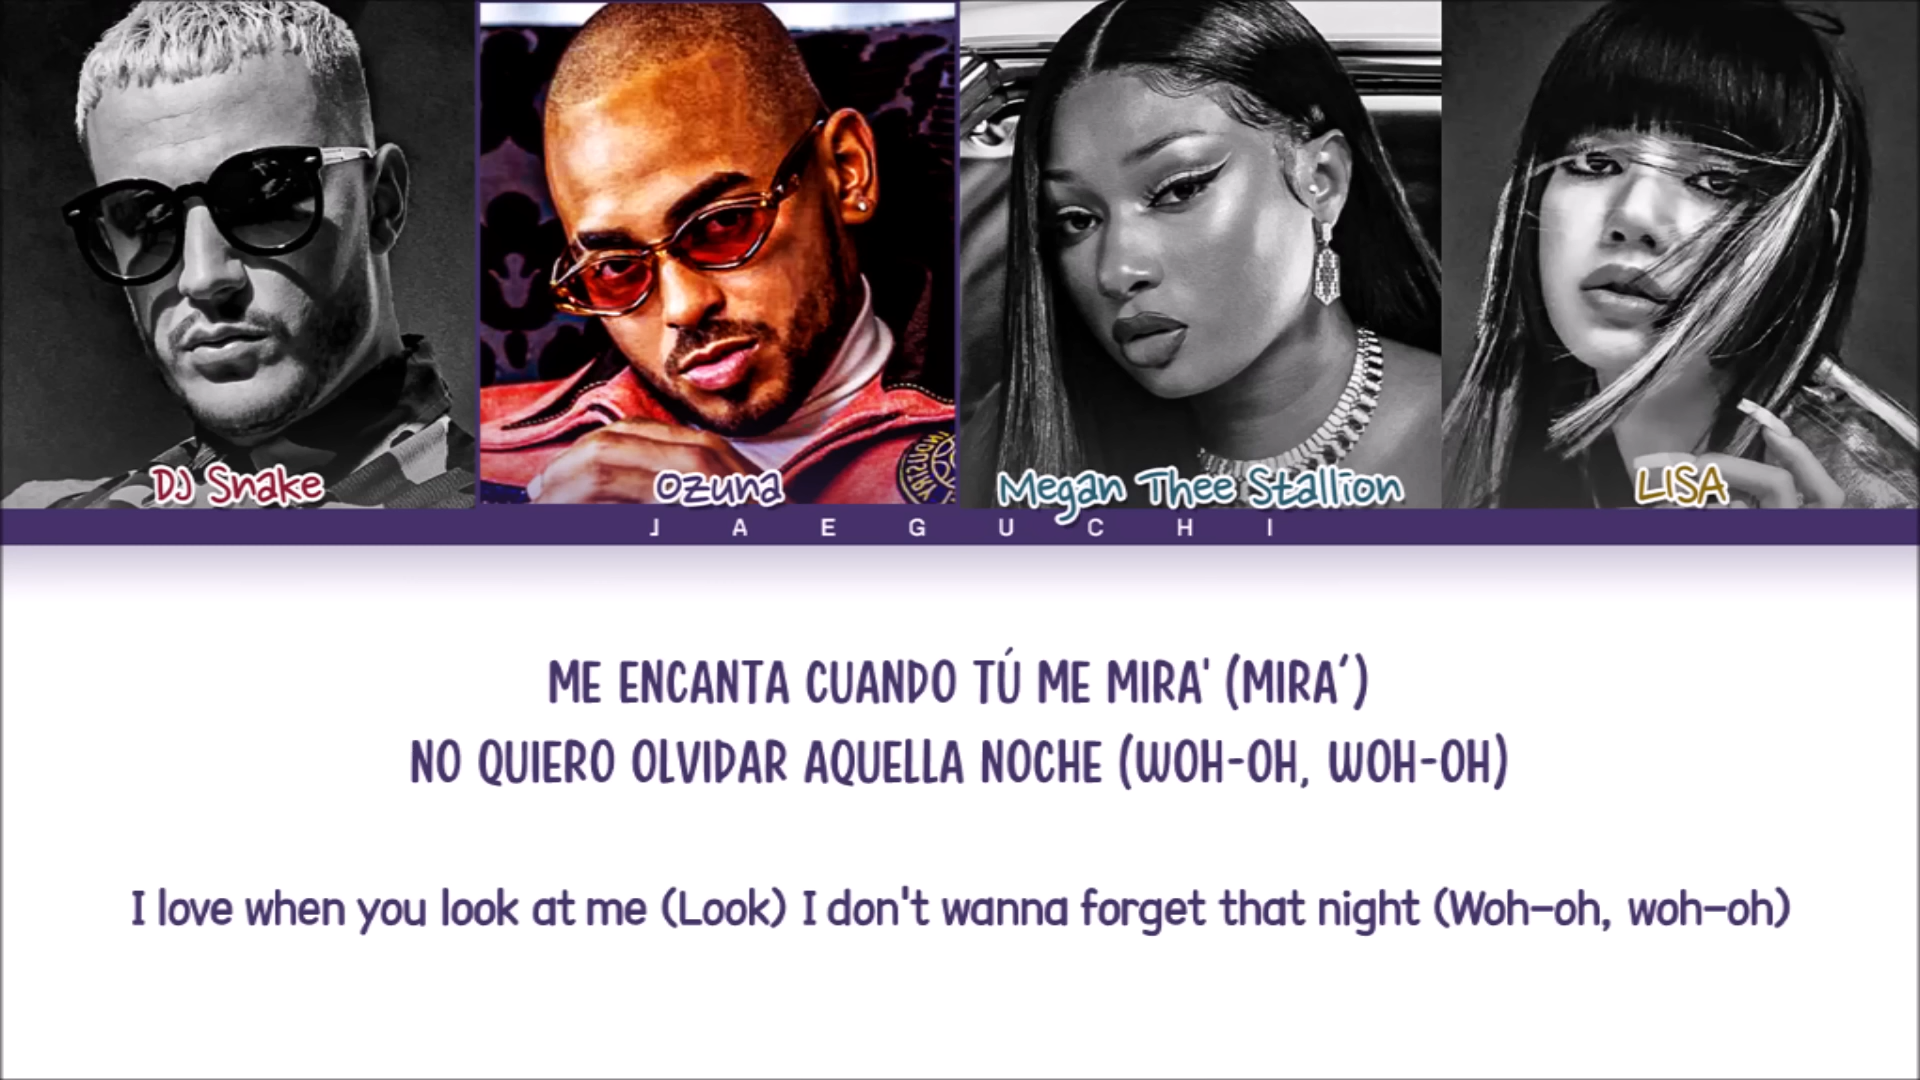 DJ Snake
Ozuna
Megan Thee Stallion
LISA
JAEGUCHI
ME ENCANTA CUANDO TÚ ME MIRA' (MIRA’)
NO QUIERO OLVIDAR AQUELLA NOCHE (WOH-OH, WOH-OH)
I love when you look at me (Look) I don't wanna forget that night (Woh-oh, woh-oh)